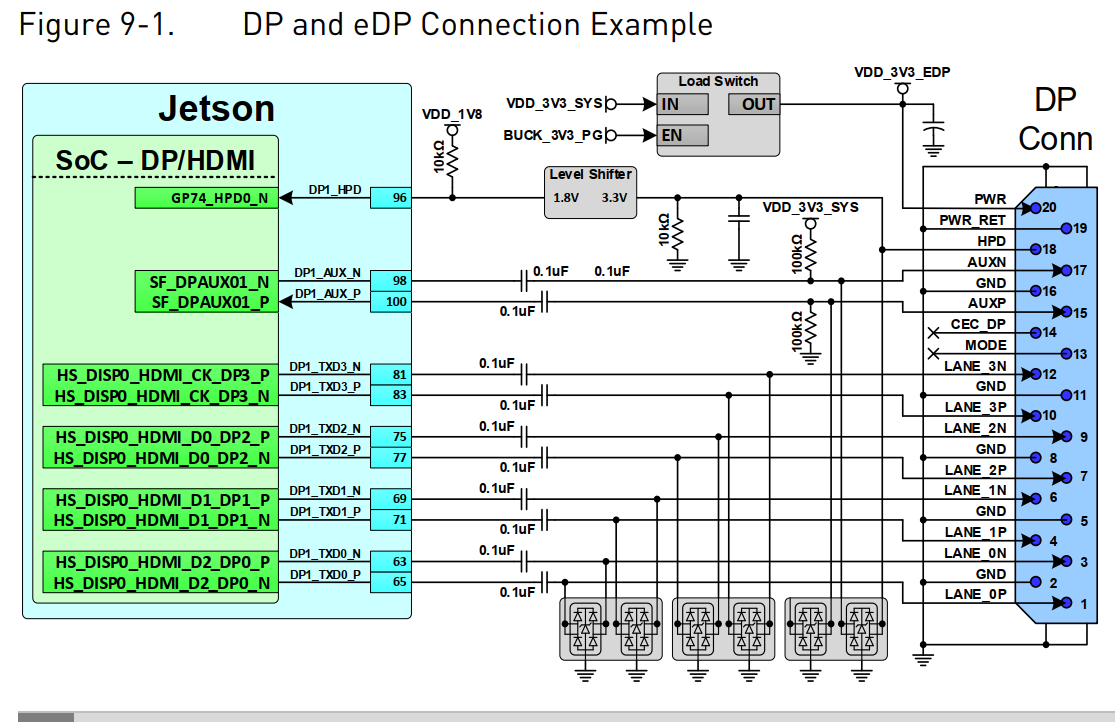 Figure 9-1. DP and eDP Connection Example
Jetson
SoC – DP/HDMI
GP74_HPD0_N
DP1_HPD
96
VDD_1V8
10kΩ
VDD_3V3_SYS
BUCK_3V3_PG
Load Switch
IN
OUT
EN
VDD_3V3_EDP
DP
Conn
Level Shifter
1.8V 3.3V
10kΩ
VDD_3V3_SYS
100kΩ
100kΩ
SF_DPAUX01_N
DP1_AUX_N
98
0.1uF 0.1uF
SF_DPAUX01_P
DP1_AUX_P
100
0.1uF
HS_DISP0_HDMI_CK_DP3_P
DP1_TXD3_N
81
0.1uF
HS_DISP0_HDMI_CK_DP3_N
DP1_TXD3_P
83
0.1uF
HS_DISP0_HDMI_D0_DP2_P
DP1_TXD2_N
75
0.1uF
HS_DISP0_HDMI_D0_DP2_N
DP1_TXD2_P
77
0.1uF
HS_DISP0_HDMI_D1_DP1_P
DP1_TXD1_N
69
0.1uF
HS_DISP0_HDMI_D1_DP1_N
DP1_TXD1_P
71
0.1uF
HS_DISP0_HDMI_D2_DP0_P
DP1_TXD0_N
63
0.1uF
HS_DISP0_HDMI_D2_DP0_N
DP1_TXD0_P
65
0.1uF
PWR 20
PWR_RET 19
HPD 18
AUXN 17
GND 16
AUXP 15
CEC_DP 14
MODE 13
LANE_3N 12
GND 11
LANE_3P 10
LANE_2N 9
GND 8
LANE_2P 7
LANE_1N 6
GND 5
LANE_1P 4
LANE_0N 3
GND 2
LANE_0P 1